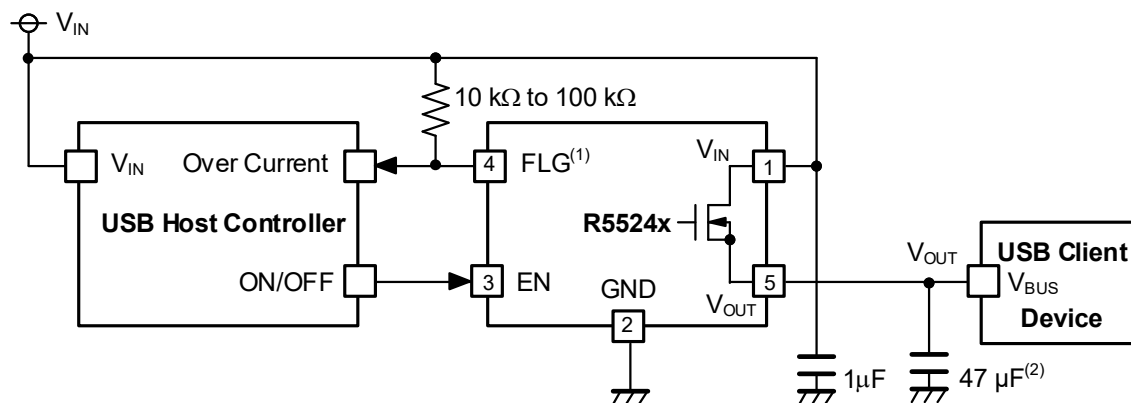 VIN
10 kΩ to 100 kΩ
VIN
Over Current
USB Host Controller
ON/OFF
4
FLG(1)
3
EN
GND
2
VIN
1
R5524x
VOUT
5
VOUT
USB Client
VBUS
Device
1μF
47 µF(2)